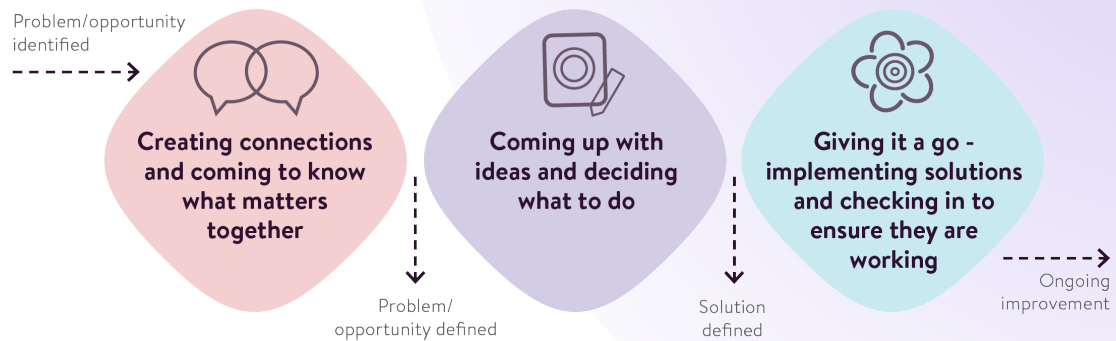 Problem/opportunity
identified
Creating connections
and coming to know
what matters
together
Problem/
opportunity defined
Coming up with
ideas and deciding
what to do
Solution
defined
Giving it a go -
implementing solutions
and checking in to
ensure they are
working
Ongoing
improvement